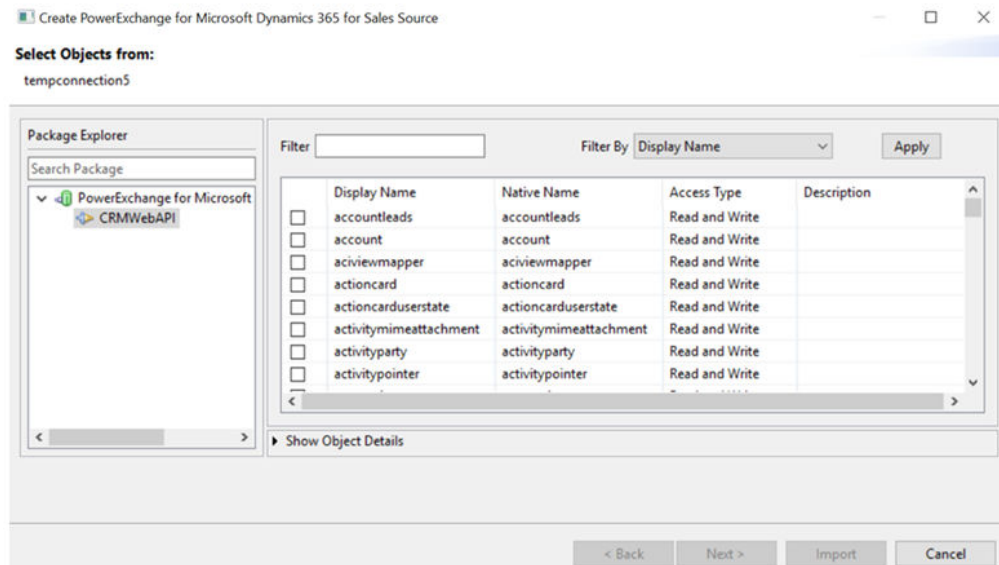 Create PowerExchange for Microsoft Dynamics 365 for Sales Source
Select Objects from:
tempconnection5
Package Explorer
Search Package
PowerExchange for Microsoft
CRMWebAPI
Filter Filter By Display Name Apply
Display Name Native Name Access Type Description
accountleads accountleads Read and Write
account account Read and Write
aciviewmapper aciviewmapper Read and Write
actioncard actioncard Read and Write
actioncarduserstate actioncarduserstate Read and Write
activitymimeattachment activitymimeattachment Read and Write
activityparty activityparty Read and Write
activitypointer activitypointer Read and Write
Show Object Details
< Back Next > Import Cancel